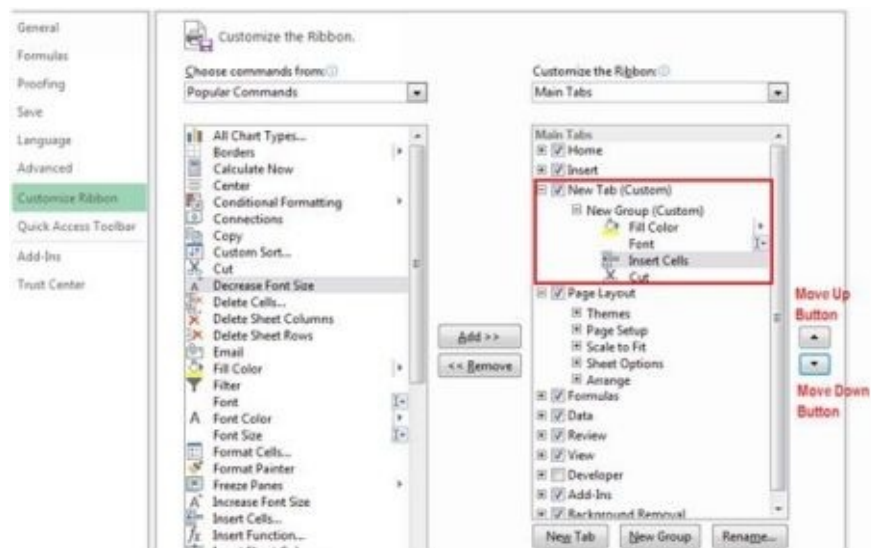 General
Formulas
Proofing
Save
Language
Advanced
Customize Ribbon
Quick Access Toolbar
Add-Ins
Trust Center
Customize the Ribbon.
Choose commands from:
Popular Commands
All Chart Types...
Borders
Calculate Now
Center
Conditional Formatting
Connections
Copy
Custom Sort...
Cut
Decrease Font Size
Delete Cells...
Delete Sheet Columns
Delete Sheet Rows
Email
Fill Color
Filter
Font
Font Color
Font Size
Format Cells...
Format Painter
Freeze Panes
Increase Font Size
Insert Cells...
Insert Function...
Add >>
<< Remove
Customize the Ribbon:
Main Tabs
Main Tabs
Home
Insert
New Tab (Custom)
New Group (Custom)
Fill Color
Font
Insert Cells
Cut
Page Layout
Themes
Page Setup
Scale to Fit
Sheet Options
Arrange
Formulas
Data
Review
View
Developer
Add-Ins
Background Removal
New Tab
New Group
Rename...
Move Up
Button
Move Down
Button